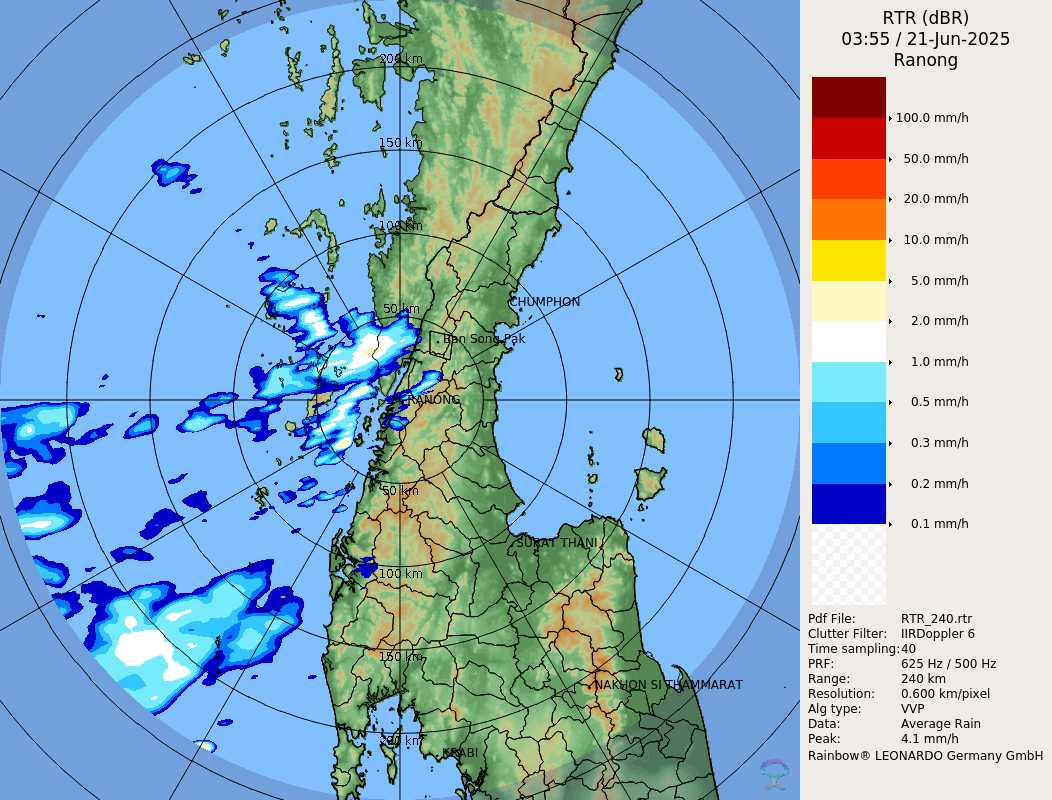 RTR (dBR)
03:55 / 21-Jun-2025
Ranong
100.0 mm/h
50.0 mm/h
20.0 mm/h
10.0 mm/h
5.0 mm/h
2.0 mm/h
1.0 mm/h
0.5 mm/h
0.3 mm/h
0.2 mm/h
0.1 mm/h
Pdf File: RTR_240.rtr
Clutter Filter: IIRDoppler 6
Time sampling:40
PRF: 625 Hz / 500 Hz
Range: 240 km
Resolution: 0.600 km/pixel
Alg type: VVP
Data: Average Rain
Peak: 4.1 mm/h
Rainbow® LEONARDO Germany GmbH
200 km
150 km
100 km
CHUMPHON
50 km
Ban Song Pak
RANONG
50 km
SURAT THANI
100 km
150 km
NAKHON SI THAMMARAT
200 km
KRABI